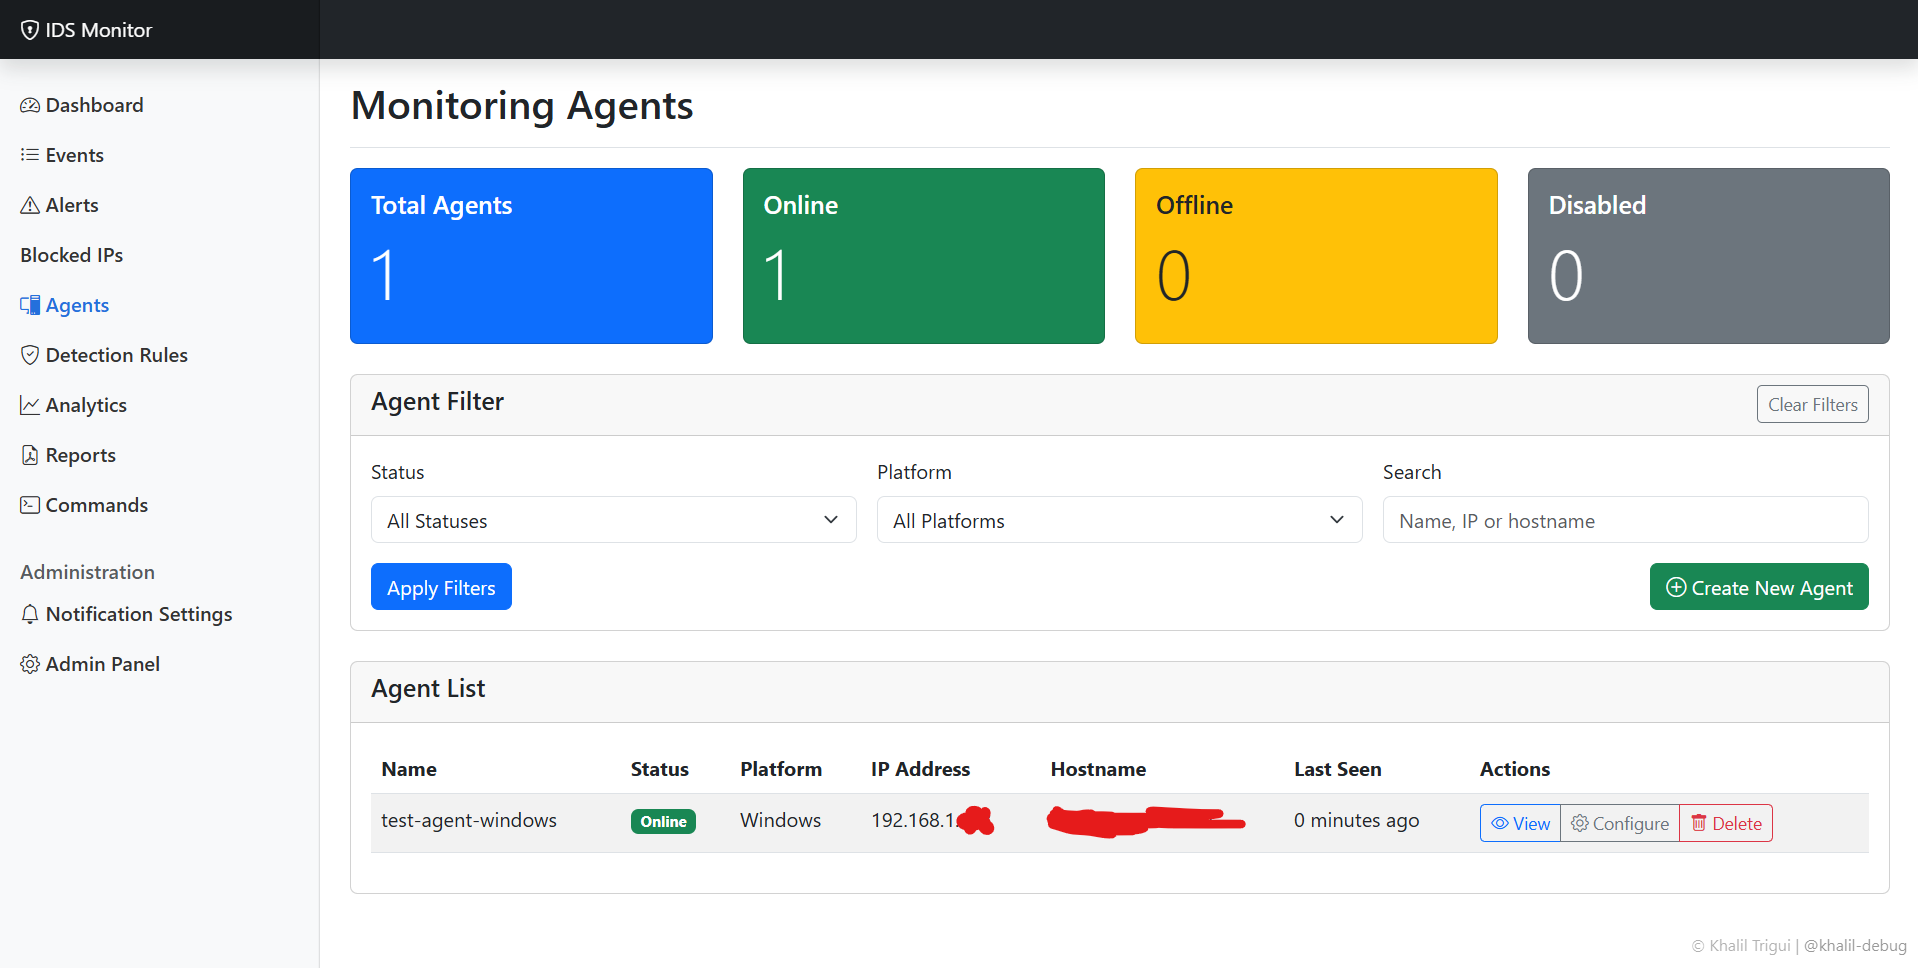 IDS Monitor
Dashboard
Events
Alerts
Blocked IPs
Agents
Detection Rules
Analytics
Reports
Commands
Administration
Notification Settings
Admin Panel
Monitoring Agents
Total Agents
1
Online
1
Offline
0
Disabled
0
Agent Filter
Clear Filters
Status
Platform
Search
All Statuses
All Platforms
Name, IP or hostname
Apply Filters
Create New Agent
Agent List
Name Status Platform IP Address Hostname Last Seen Actions
test-agent-windows Online Windows 192.168.1. 0 minutes ago View Configure Delete
© Khalil Trigui | @khalil-debug